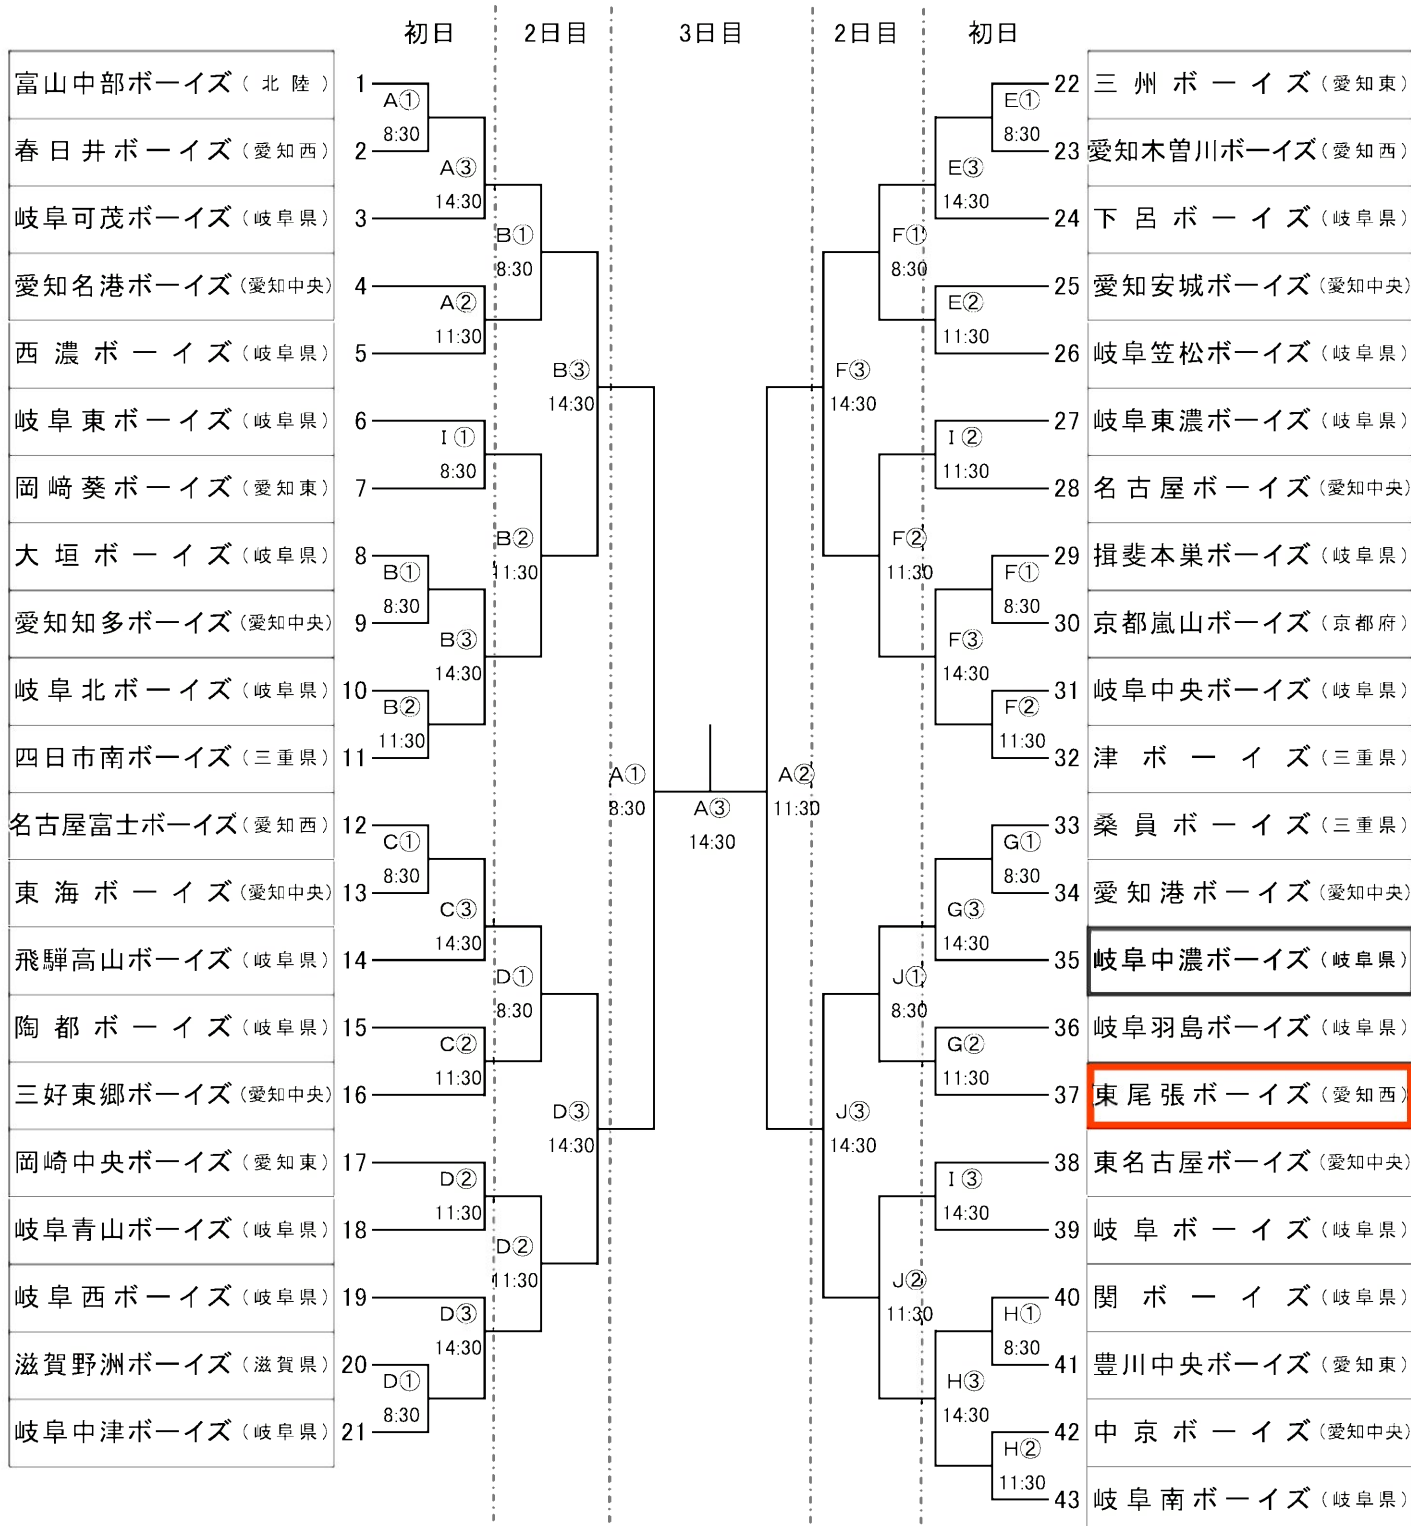 初日 2日目 3日目 2日目 初日
富山中部ボーイズ（北陸） 1
春日井ボーイズ（愛知西） 2
岐阜可茂ボーイズ（岐阜県） 3
愛知名港ボーイズ（愛知中央） 4
西濃ボーイズ（岐阜県） 5
岐阜東ボーイズ（岐阜県） 6
岡﨑葵ボーイズ（愛知東） 7
大垣ボーイズ（岐阜県） 8
愛知知多ボーイズ（愛知中央） 9
岐阜北ボーイズ（岐阜県） 10
四日市南ボーイズ（三重県） 11
名古屋富士ボーイズ（愛知西） 12
東海ボーイズ（愛知中央） 13
飛騨高山ボーイズ（岐阜県） 14
陶都ボーイズ（岐阜県） 15
三好東郷ボーイズ（愛知中央） 16
岡崎中央ボーイズ（愛知東） 17
岐阜青山ボーイズ（岐阜県） 18
岐阜西ボーイズ（岐阜県） 19
滋賀野洲ボーイズ（滋賀県） 20
岐阜中津ボーイズ（岐阜県） 21
A①
8:30
A③
14:30
A②
11:30
I①
8:30
B①
8:30
B③
14:30
B②
11:30
C①
8:30
C③
14:30
C②
11:30
D②
11:30
D③
14:30
D①
8:30
B①
8:30
B②
11:30
D①
8:30
D②
11:30
B③
14:30
D③
14:30
A①
8:30
A③
14:30
A②
11:30
F③
14:30
J③
14:30
F①
8:30
F②
11:30
J①
8:30
J②
11:30
E①
8:30
E③
14:30
E②
11:30
I②
11:30
F①
8:30
F③
14:30
F②
11:30
G①
8:30
G③
14:30
G②
11:30
I③
14:30
H①
8:30
H③
14:30
H②
11:30
22 三州ボーイズ（愛知東）
23 愛知木曽川ボーイズ（愛知西）
24 下呂ボーイズ（岐阜県）
25 愛知安城ボーイズ（愛知中央）
26 岐阜笠松ボーイズ（岐阜県）
27 岐阜東濃ボーイズ（岐阜県）
28 名古屋ボーイズ（愛知中央）
29 揖斐本巣ボーイズ（岐阜県）
30 京都嵐山ボーイズ（京都府）
31 岐阜中央ボーイズ（岐阜県）
32 津ボーイズ（三重県）
33 桑員ボーイズ（三重県）
34 愛知港ボーイズ（愛知中央）
35 岐阜中濃ボーイズ（岐阜県）
36 岐阜羽島ボーイズ（岐阜県）
37 東尾張ボーイズ（愛知西）
38 東名古屋ボーイズ（愛知中央）
39 岐阜ボーイズ（岐阜県）
40 関ボーイズ（岐阜県）
41 豊川中央ボーイズ（愛知東）
42 中京ボーイズ（愛知中央）
43 岐阜南ボーイズ（岐阜県）